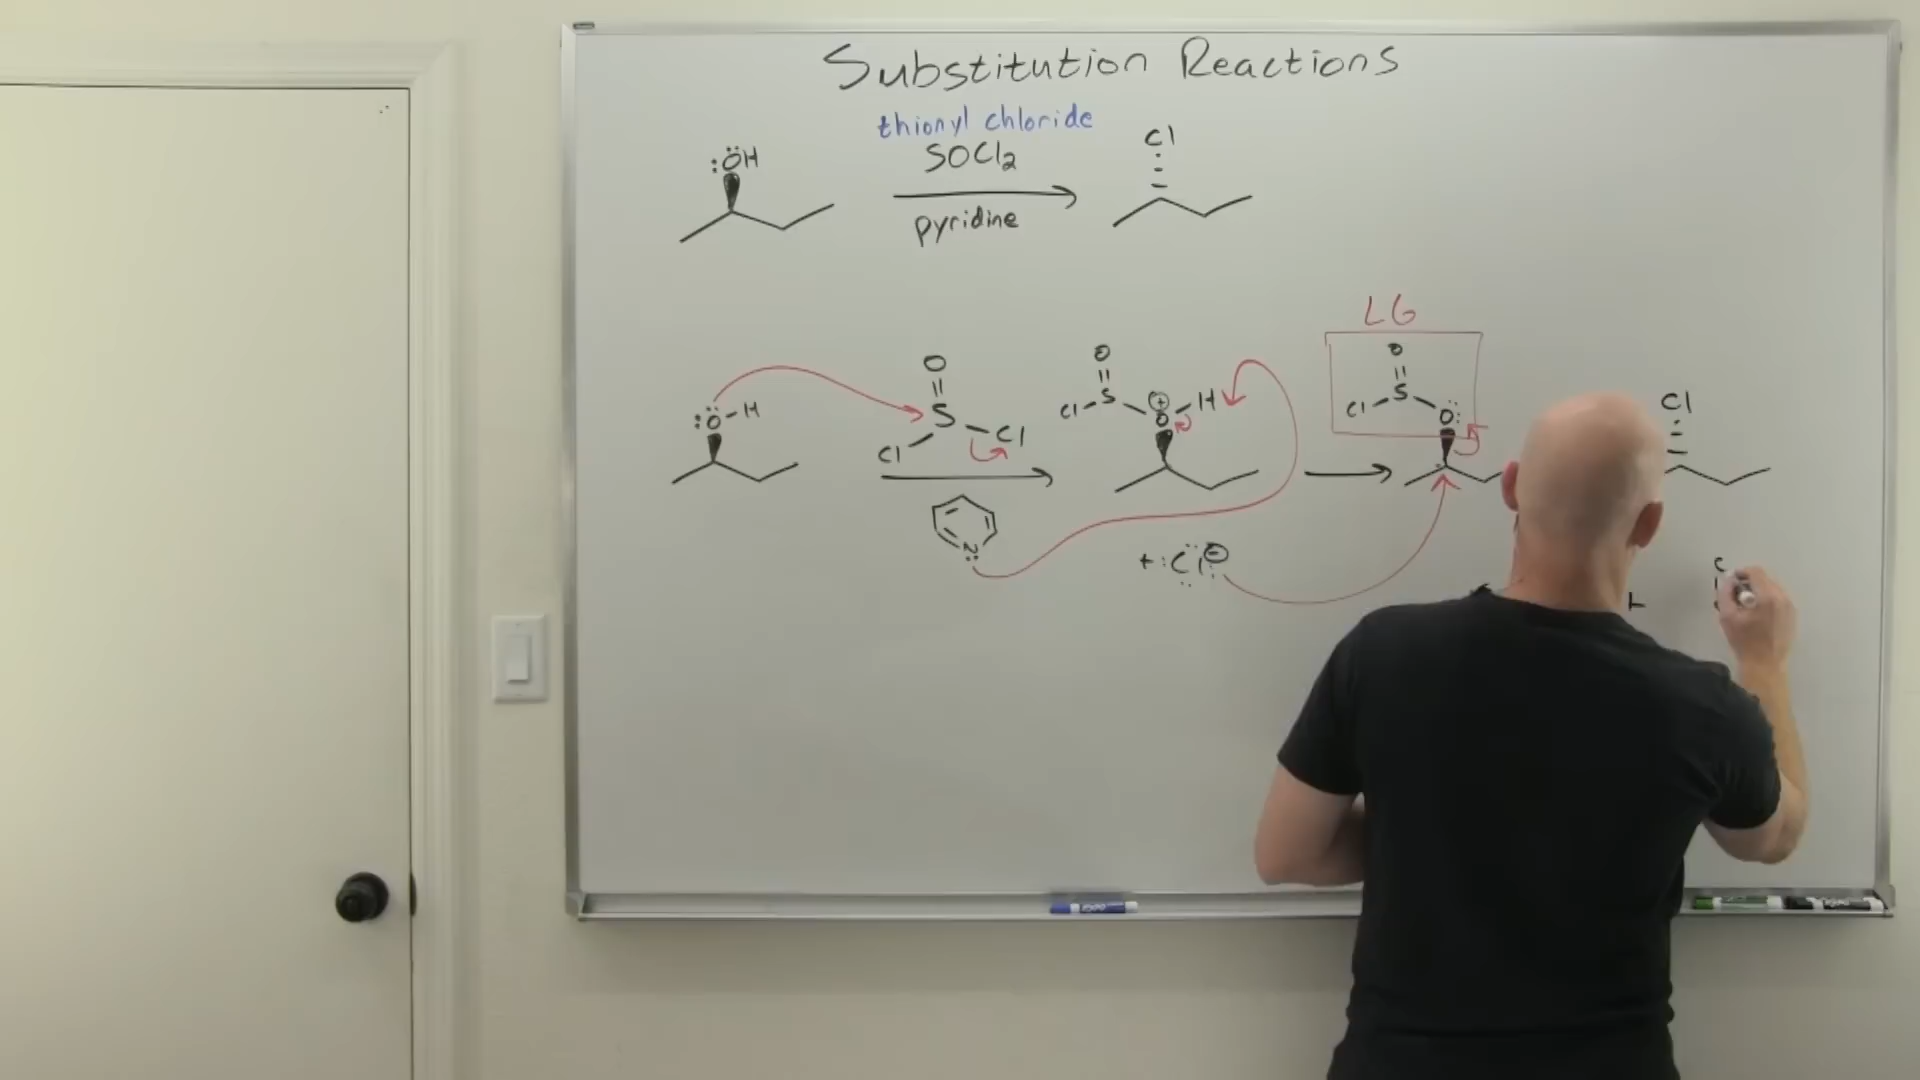 Substitution Reactions
thionyl chloride
:ÖH
SOCl2
pyridine
Cl
LG
:Ö-H
O
S
Cl
Cl
N:
O
Cl-S
⊕
O-H
O
Cl-S
O:
Cl
+ :Cl ⊖